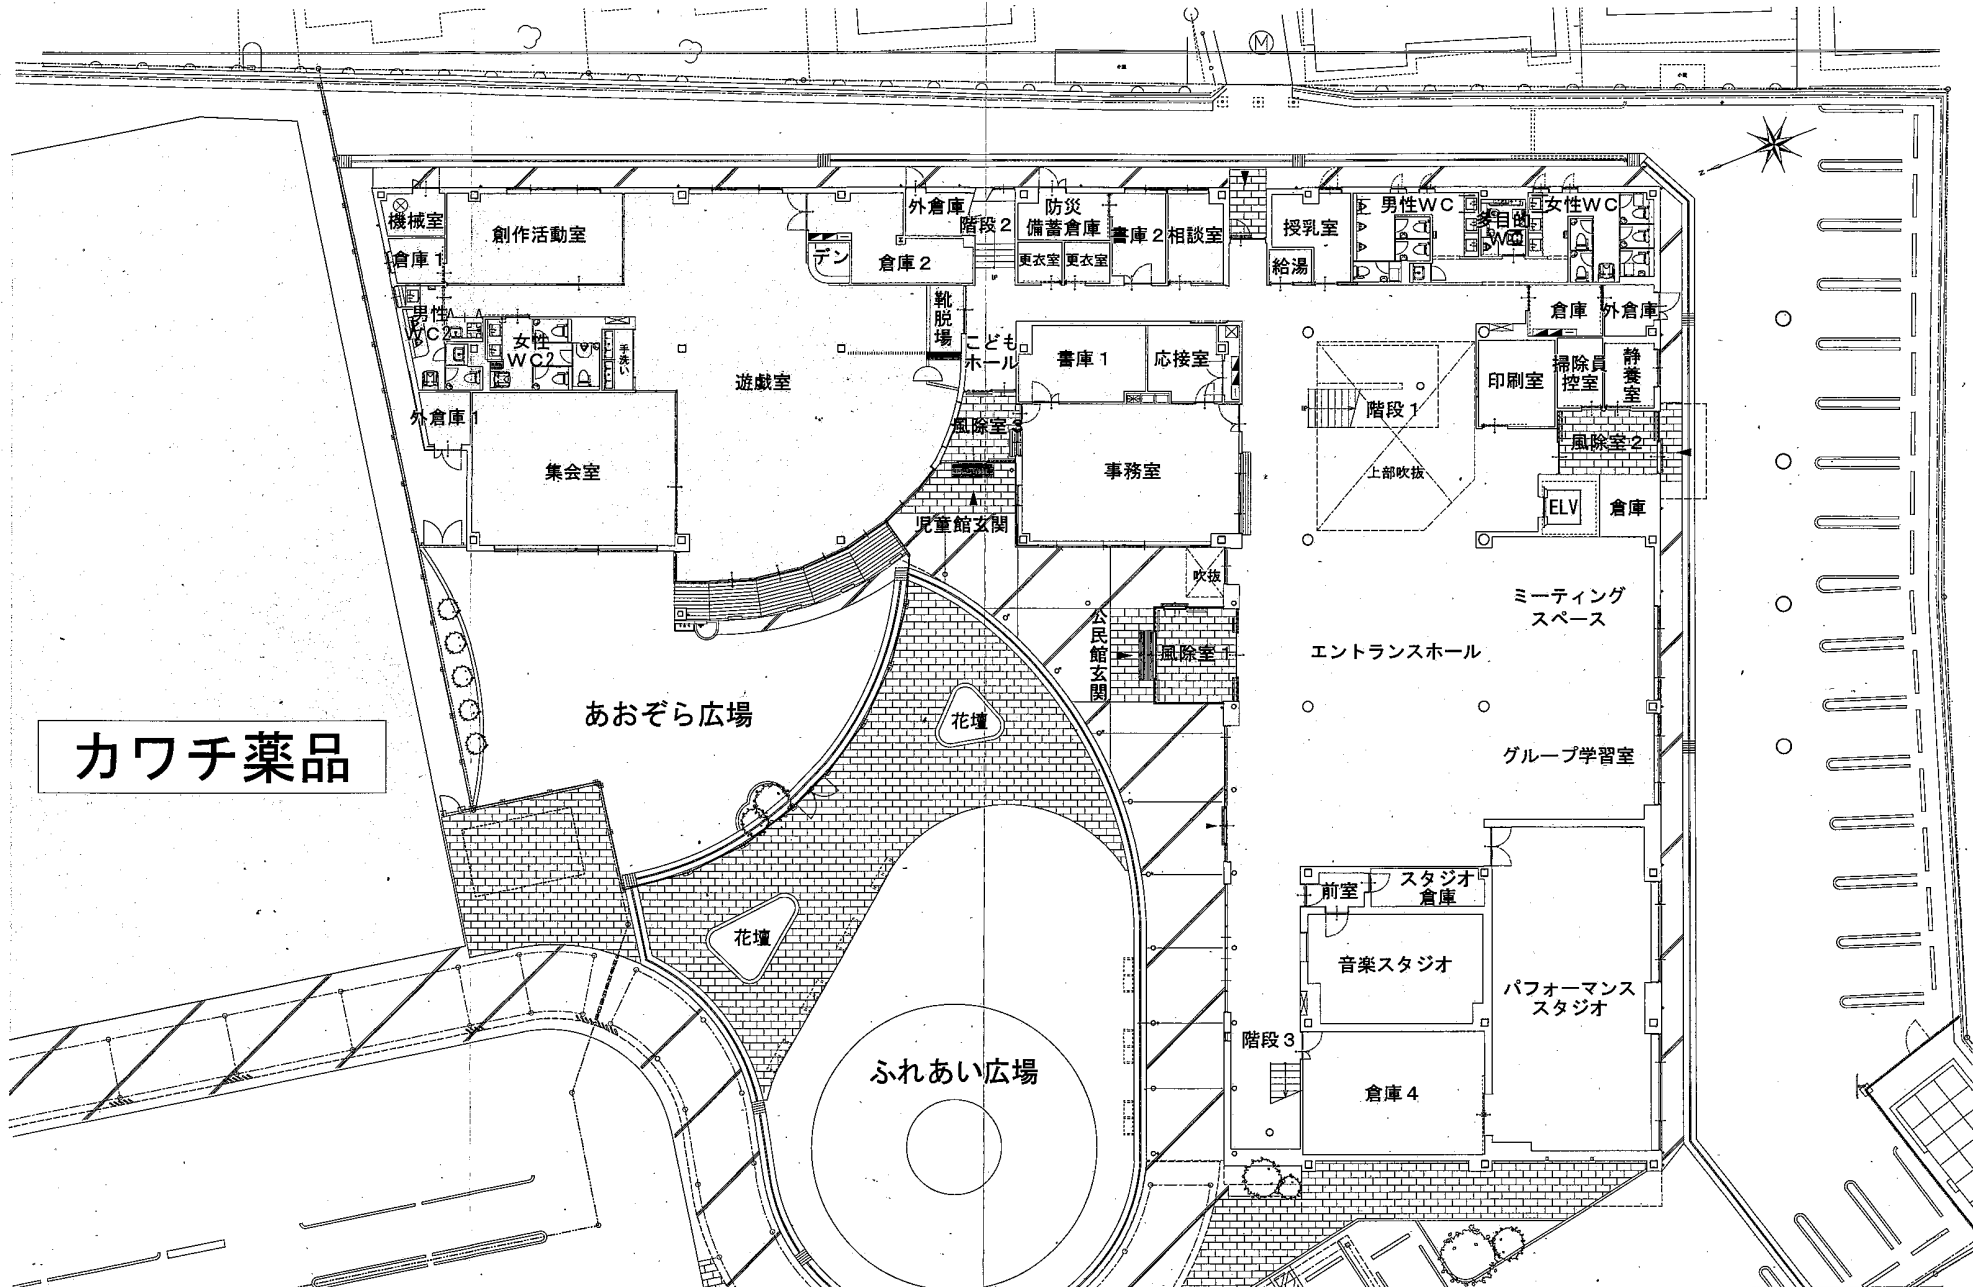 M
N
機械室
創作活動室
外倉庫
階段2
防災
備蓄倉庫
書庫2
相談室
授乳室
男性WC
多目的
WC
女性WC
倉庫1
デン
倉庫2
更衣室
更衣室
給湯
男性
WC2
女性
WC2
手洗い
遊戯室
靴脱場
こども
ホール
書庫1
応接室
倉庫
外倉庫
印刷室
掃除員
控室
静養室
外倉庫1
集会室
風除室3
事務室
階段1
上部吹抜
風除室2
ELV
倉庫
児童館玄関
吹抜
公民館玄関
風除室1
エントランスホール
ミーティング
スペース
グループ学習室
カワチ薬品
あおぞら広場
花壇
花壇
前室
スタジオ
倉庫
音楽スタジオ
パフォーマンス
スタジオ
階段3
倉庫4
ふれあい広場